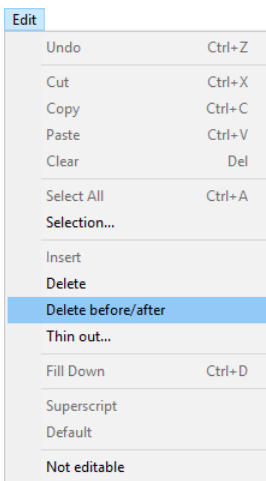 Edit
Undo Ctrl+Z
Cut Ctrl+X
Copy Ctrl+C
Paste Ctrl+V
Clear Del
Select All Ctrl+A
Selection...
Insert
Delete
Delete before/after
Thin out...
Fill Down Ctrl+D
Superscript
Default
Not editable